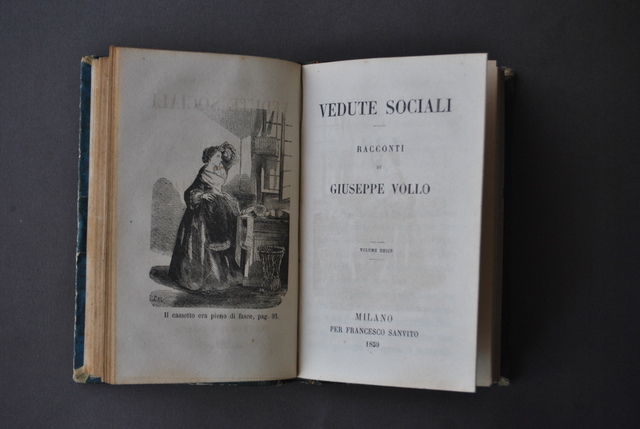 Il cassetto era pieno di fiore, pag. 93.
VEDUTE SOCIALI
RACCONTI
DI
GIUSEPPE VOLLO
VOLUME UNICO
MILANO
PER FRANCESCO SANVITO
1859